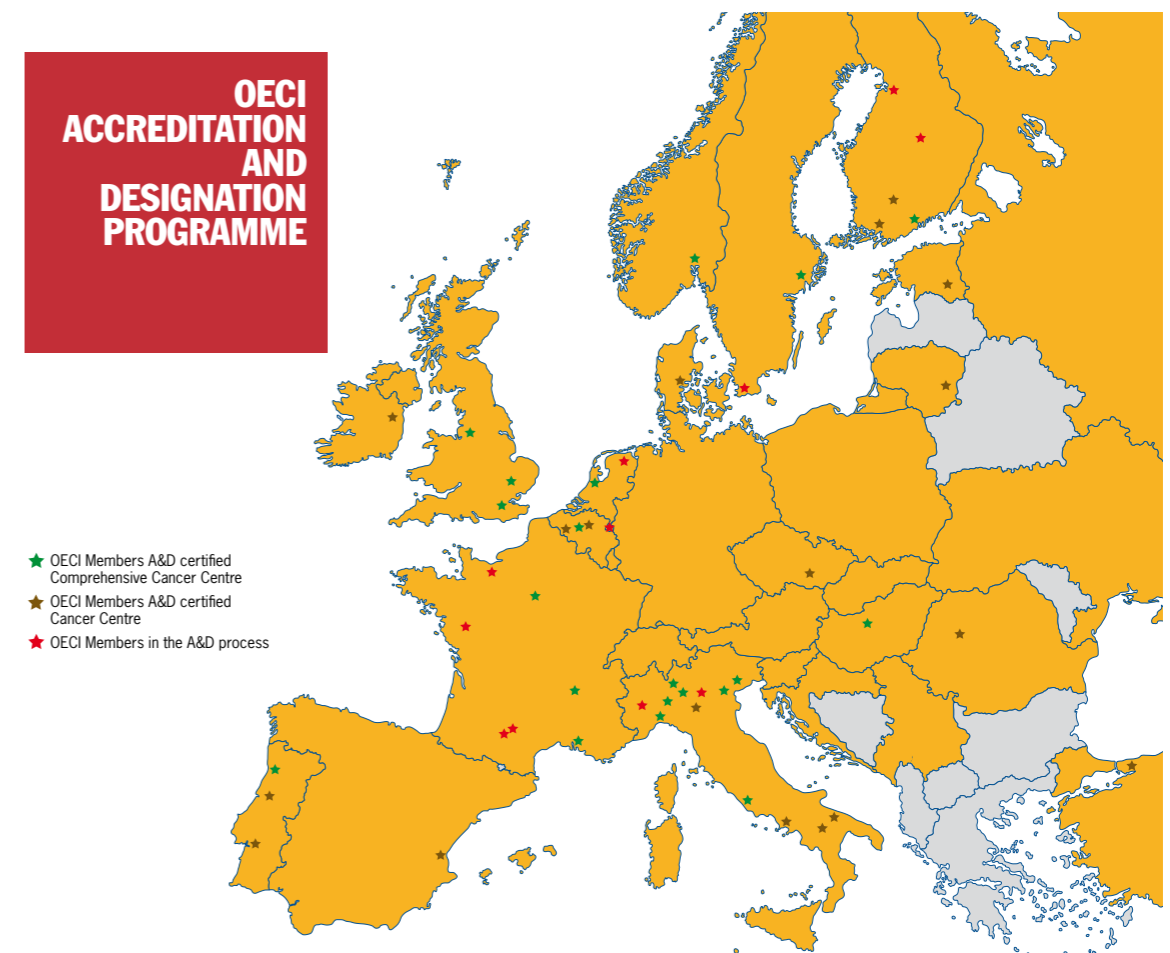 OECI
ACCREDITATION
AND
DESIGNATION
PROGRAMME
OECI Members A&D certified
Comprehensive Cancer Centre
OECI Members A&D certified
Cancer Centre
OECI Members in the A&D process